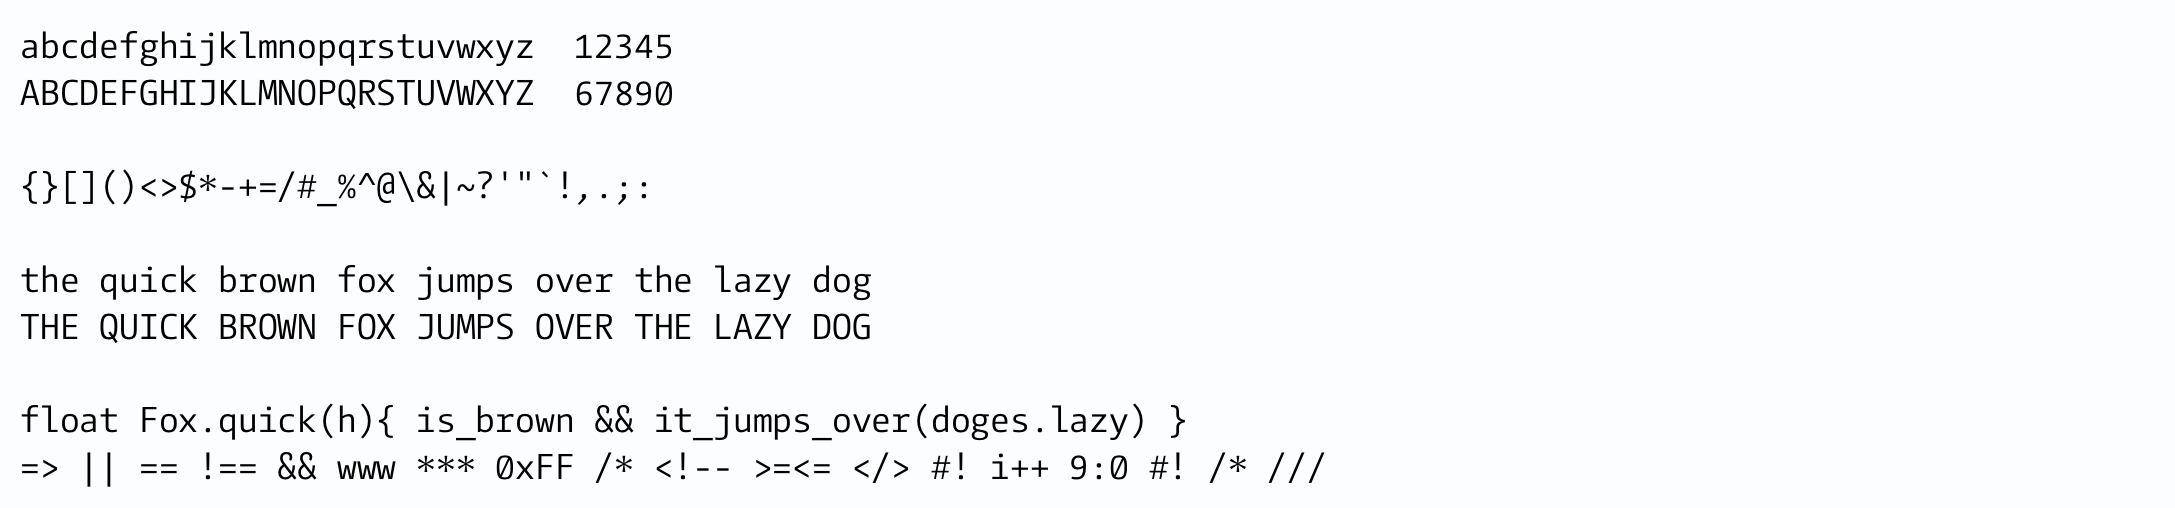 abcdefghijklmnopqrstuvwxyz  12345
ABCDEFGHIJKLMNOPQRSTUVWXYZ  67890
{}[]()<>$*-+=/#_%^@\&|~?'"`!,.;:
the quick brown fox jumps over the lazy dog
THE QUICK BROWN FOX JUMPS OVER THE LAZY DOG
float Fox.quick(h){ is_brown && it_jumps_over(doges.lazy) }
=> || == !== && www *** 0xFF /* <!-- >=<= </> #! i++ 9:0 #! /* ///